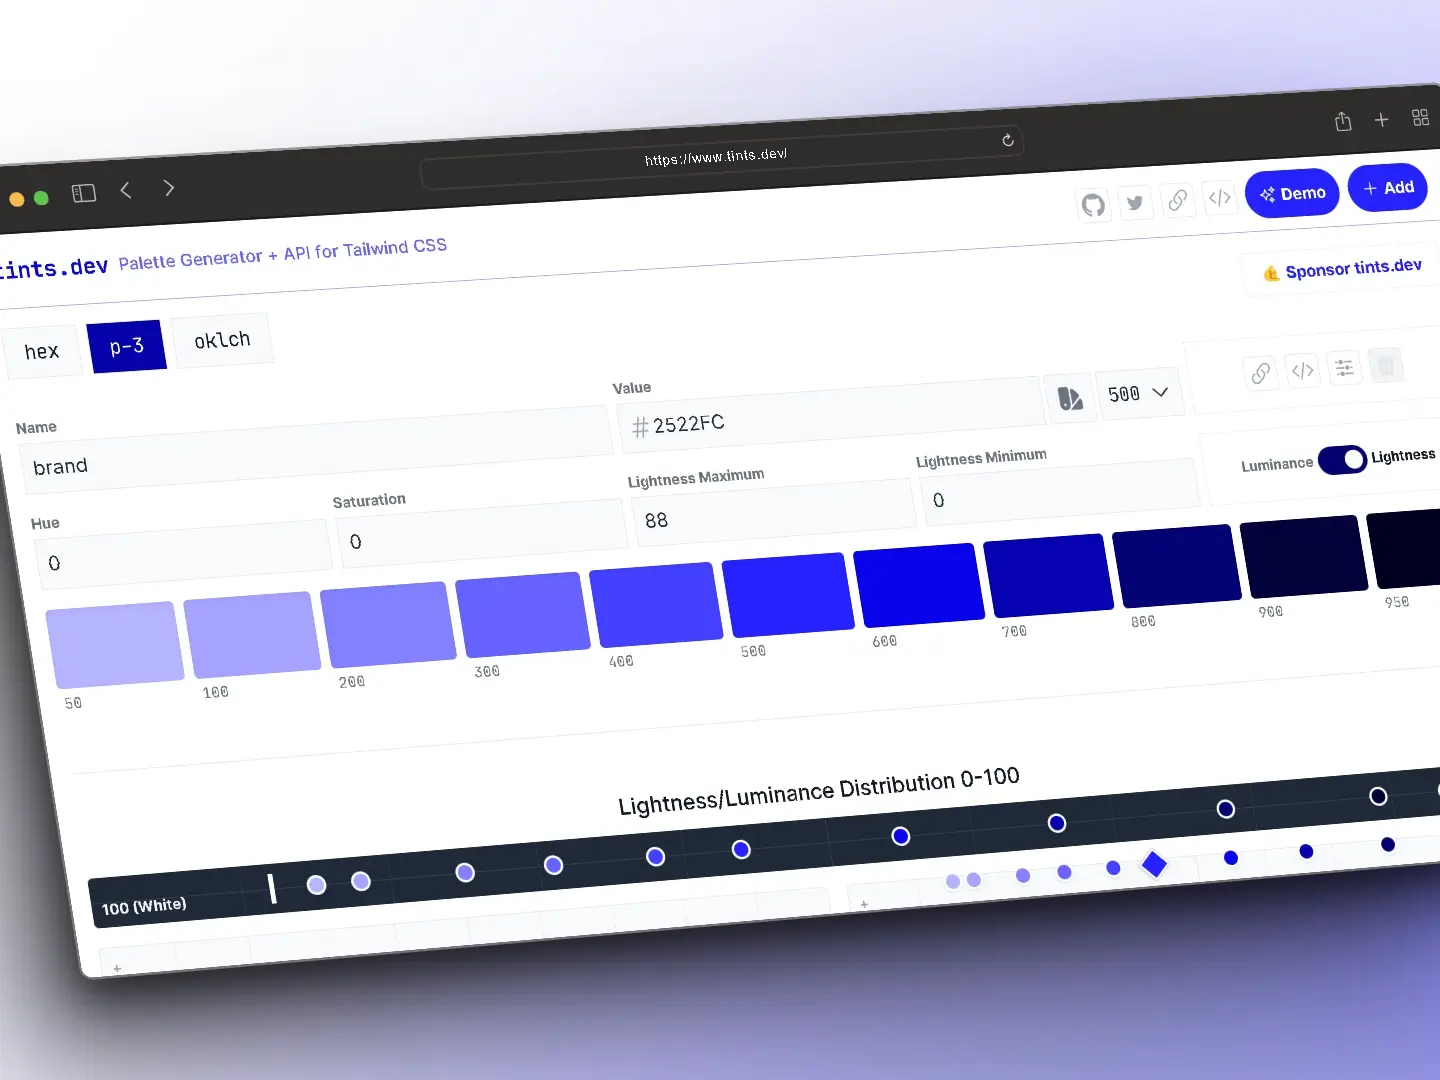 https://www.tints.dev/
Demo
+ Add
tints.dev Palette Generator + API for Tailwind CSS
Sponsor tints.dev
hex p-3 oklch
Name
Value
brand
#2522FC
500
Hue
Saturation
Lightness Maximum
Lightness Minimum
Luminance Lightness
0
0
88
0
50 100 200 300 400 500 600 700 800 900 950
Lightness/Luminance Distribution 0-100
100 (White)